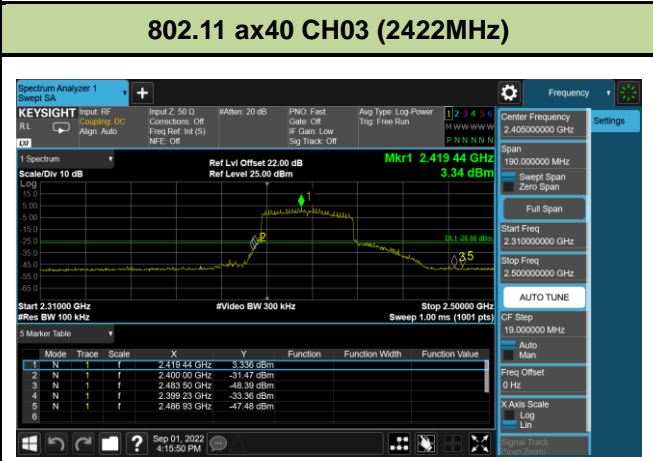 802.11 ax40 CH03 (2422MHz)
Spectrum Analyzer 1
Swept SA
Frequency
KEYSIGHT Input: RF Input Z: 50 Ω #Atten: 20 dB PNO: Fast Avg Type: Log-Power 1 2 3 4 5 6
RL Coupling: DC Corrections: Off Gate: Off Trig: Free Run M W W W W W
Align: Auto Freq Ref: Int (S) IF Gain: Low P N N N N N
NFE: Off Sig Track: Off
LXI
1 Spectrum
Ref Lvl Offset 22.00 dB Mkr1 2.419 44 GHz
Scale/Div 10 dB Ref Level 25.00 dBm 3.34 dBm
Log
15.0
5.00
-5.00
-15.0
-25.0
-35.0
-45.0
-55.0
-65.0
1
2
3 5
DL1 -26.66 dBm
Start 2.31000 GHz #Video BW 300 kHz Stop 2.50000 GHz
#Res BW 100 kHz Sweep 1.00 ms (1001 pts)
5 Marker Table
Mode Trace Scale X Y Function Function Width Function Value
1 N 1 f 2.419 44 GHz 3.336 dBm
2 N 1 f 2.400 00 GHz -31.47 dBm
3 N 1 f 2.483 50 GHz -48.39 dBm
4 N 1 f 2.399 23 GHz -33.36 dBm
5 N 1 f 2.486 93 GHz -47.48 dBm
6
Sep 01, 2022
4:15:50 PM
Center Frequency
2.405000000 GHz
Settings
Span
190.000000 MHz
Swept Span
Zero Span
Full Span
Start Freq
2.310000000 GHz
Stop Freq
2.500000000 GHz
AUTO TUNE
CF Step
19.000000 MHz
Auto
Man
Freq Offset
0 Hz
X Axis Scale
Log
Lin
Signal Track
(Span Zoom)